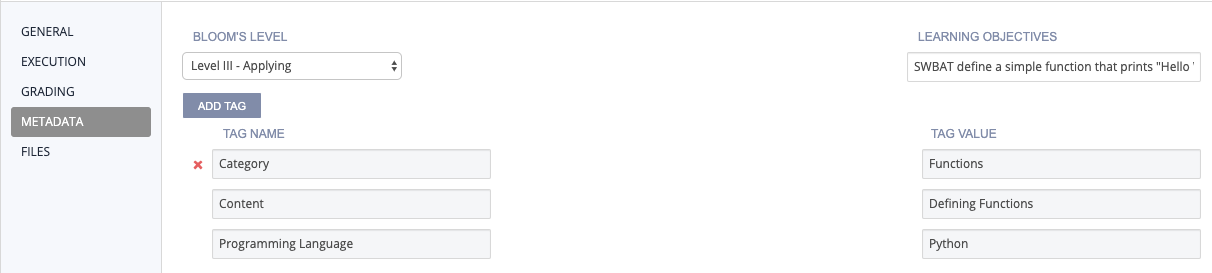 GENERAL
EXECUTION
GRADING
METADATA
FILES
BLOOM'S LEVEL
LEARNING OBJECTIVES
Level III - Applying
SWBAT define a simple function that prints "Hello
ADD TAG
TAG NAME
TAG VALUE
Category
Functions
Content
Defining Functions
Programming Language
Python